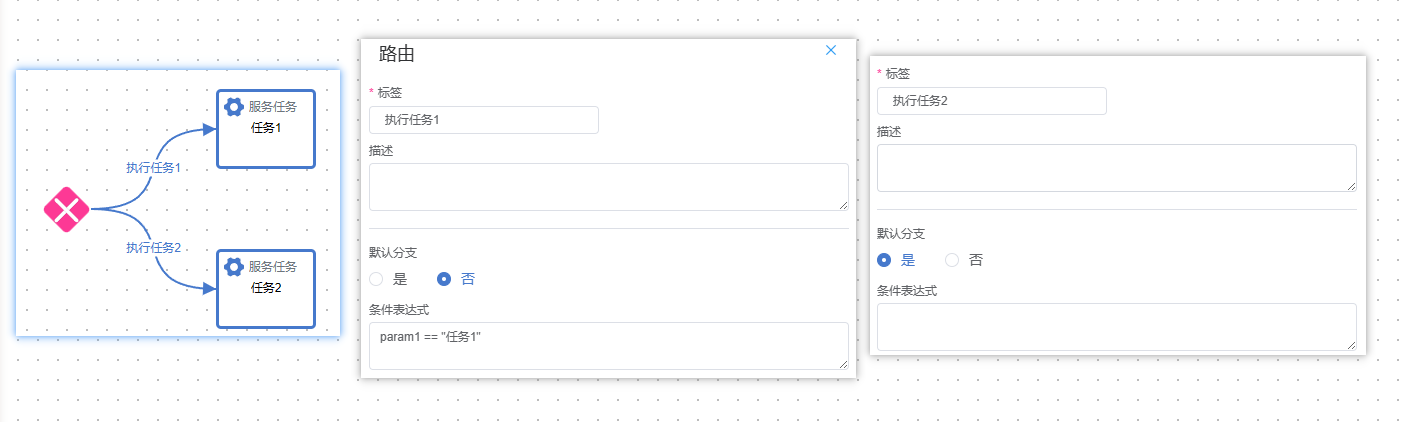 服务任务
任务1
执行任务1
执行任务2
服务任务
任务2
路由
* 标签
执行任务1
描述
默认分支
是 否
条件表达式
param1 == "任务1"
* 标签
执行任务2
描述
默认分支
是 否
条件表达式